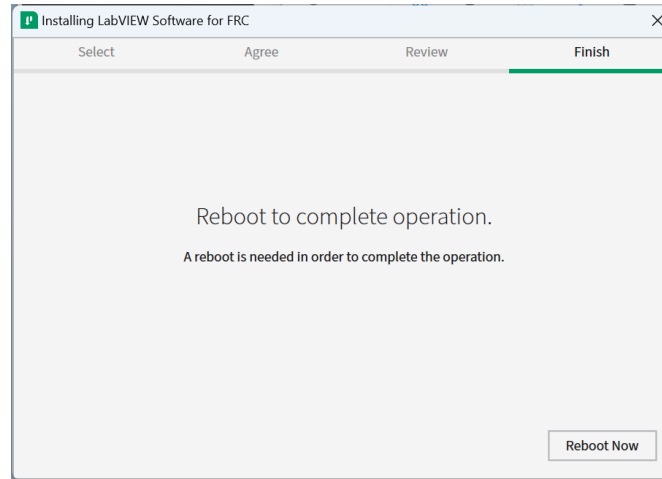 Installing LabVIEW Software for FRC
Select Agree Review Finish
Reboot to complete operation.
A reboot is needed in order to complete the operation.
Reboot Now